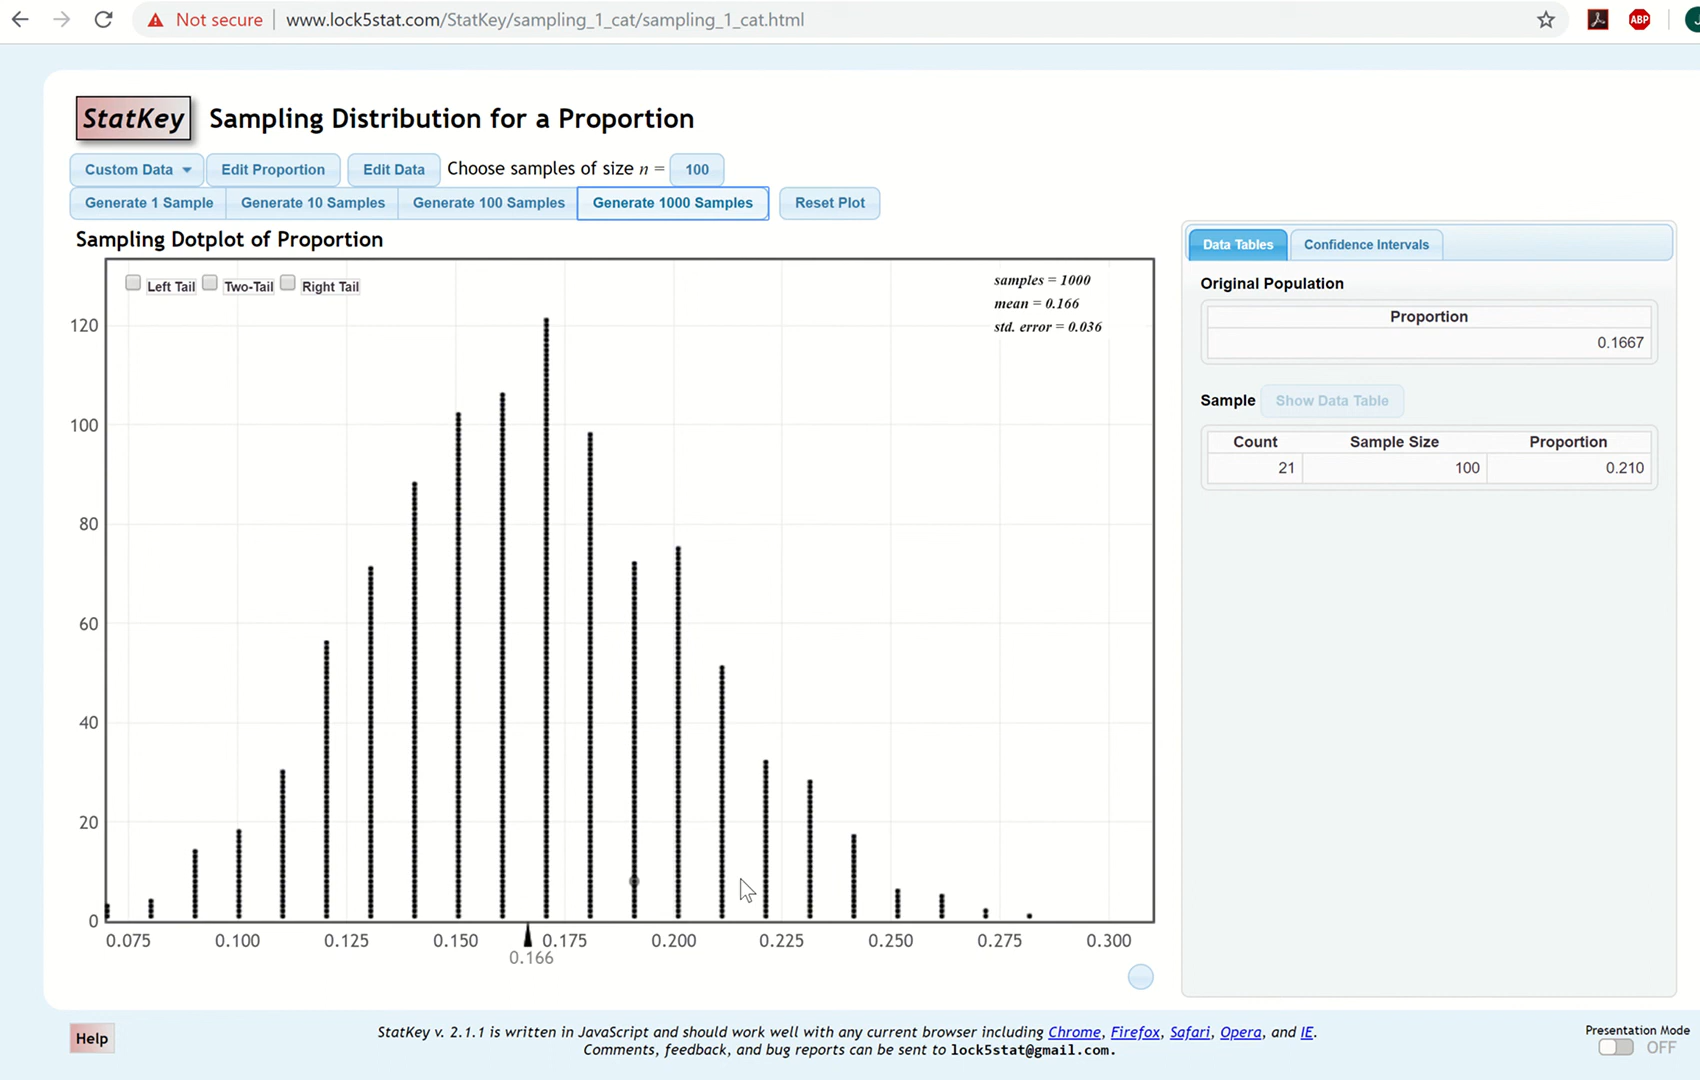 Not secure | www.lock5stat.com/StatKey/sampling_1_cat/sampling_1_cat.html
ABP
StatKey Sampling Distribution for a Proportion
Custom Data Edit Proportion Edit Data Choose samples of size n = 100
Generate 1 Sample Generate 10 Samples Generate 100 Samples Generate 1000 Samples Reset Plot
Sampling Dotplot of Proportion
Left Tail Two-Tail Right Tail
samples = 1000
mean = 0.166
std. error = 0.036
120
100
80
60
40
20
0
0.075 0.100 0.125 0.150 0.175 0.200 0.225 0.250 0.275 0.300
0.166
Data Tables Confidence Intervals
Original Population
Proportion
0.1667
Sample Show Data Table
Count Sample Size Proportion
21 100 0.210
Help
StatKey v. 2.1.1 is written in JavaScript and should work well with any current browser including Chrome, Firefox, Safari, Opera, and IE.
Comments, feedback, and bug reports can be sent to lock5stat@gmail.com.
Presentation Mode
OFF